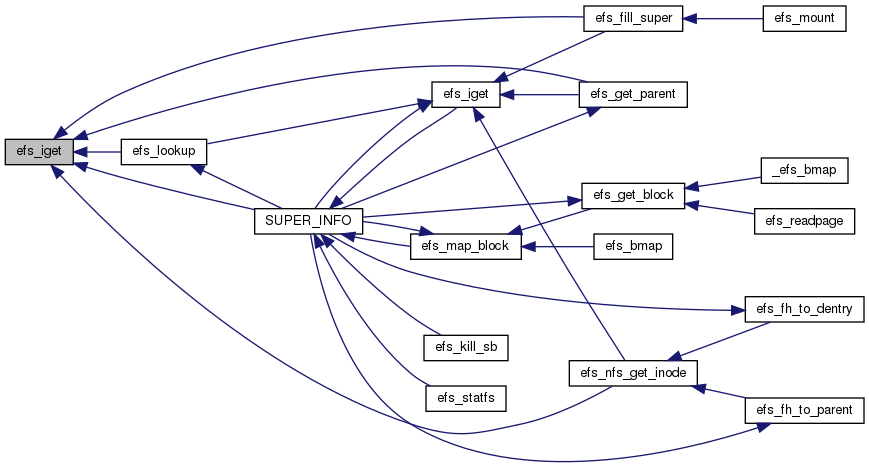 efs_fill_super
efs_mount
efs_iget
efs_get_parent
efs_iget
efs_lookup
_efs_bmap
efs_get_block
SUPER_INFO
efs_readpage
efs_map_block
efs_bmap
efs_fh_to_dentry
efs_kill_sb
efs_nfs_get_inode
efs_statfs
efs_fh_to_parent